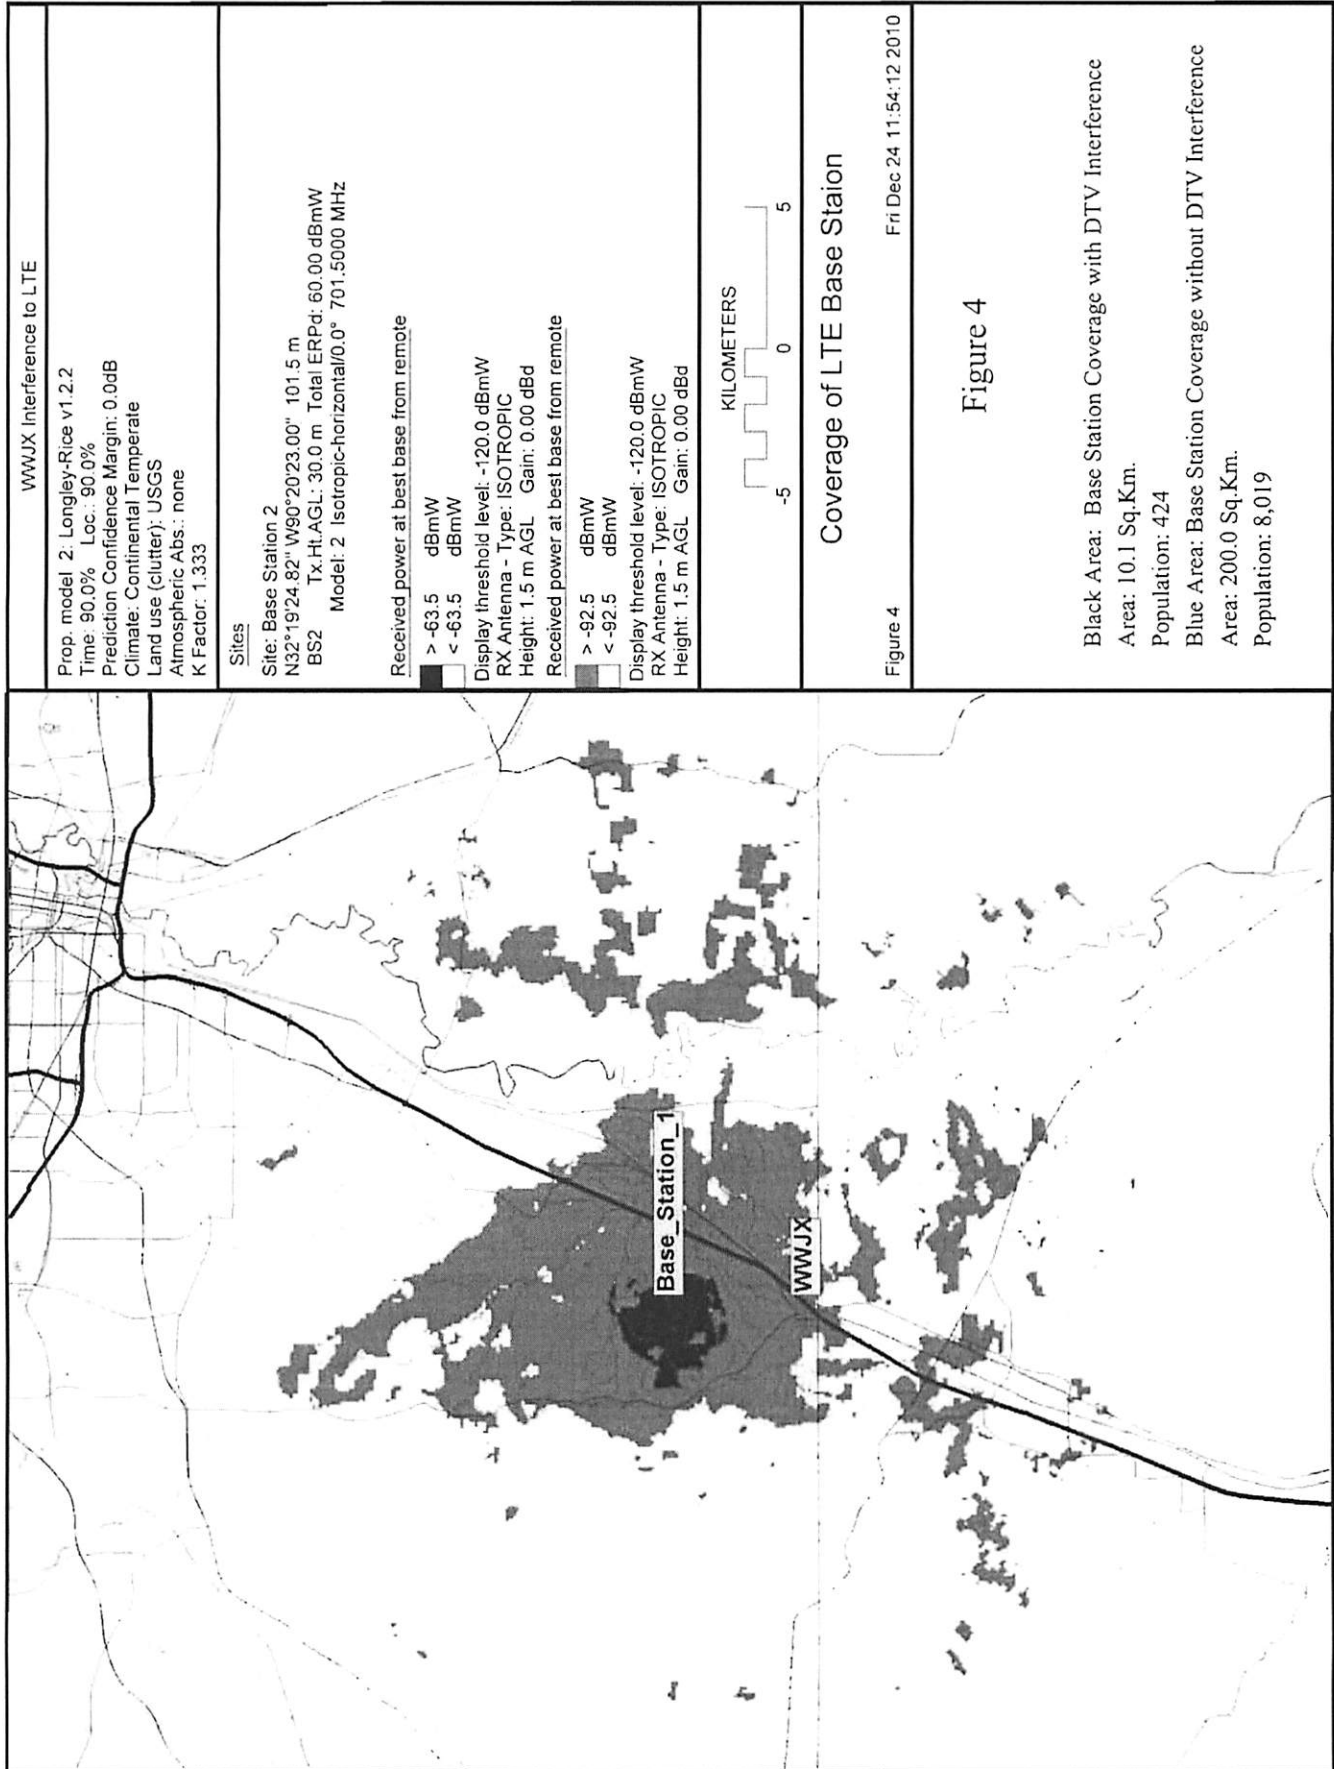 WWJX Interference to LTE
Prop. model 2: Longley-Rice v1.2.2
Time: 90.0% Loc.: 90.0%
Prediction Confidence Margin: 0.0dB
Climate: Continental Temperate
Land use (clutter): USGS
Atmospheric Abs.: none
K Factor: 1.333
Sites
Site: Base Station 2
N32°19'24.82" W90°20'23.00" 101.5 m
BS2 Tx.Ht.AGL: 30.0 m Total ERPd: 60.00 dBmW
Model: 2 Isotropic-horizontal/0.0° 701.5000 MHz
Received power at best base from remote
> -63.5 dBmW
< -63.5 dBmW
Display threshold level: -120.0 dBmW
RX Antenna - Type: ISOTROPIC
Height: 1.5 m AGL Gain: 0.00 dBd
Received power at best base from remote
> -92.5 dBmW
< -92.5 dBmW
Display threshold level: -120.0 dBmW
RX Antenna - Type: ISOTROPIC
Height: 1.5 m AGL Gain: 0.00 dBd
KILOMETERS
-5 0 5
Coverage of LTE Base Staion
Figure 4 Fri Dec 24 11:54:12 2010
Figure 4
Black Area: Base Station Coverage with DTV Interference
Area: 10.1 Sq.Km.
Population: 424
Blue Area: Base Station Coverage without DTV Interference
Area: 200.0 Sq.Km.
Population: 8,019
Base_Station_1
WWJX